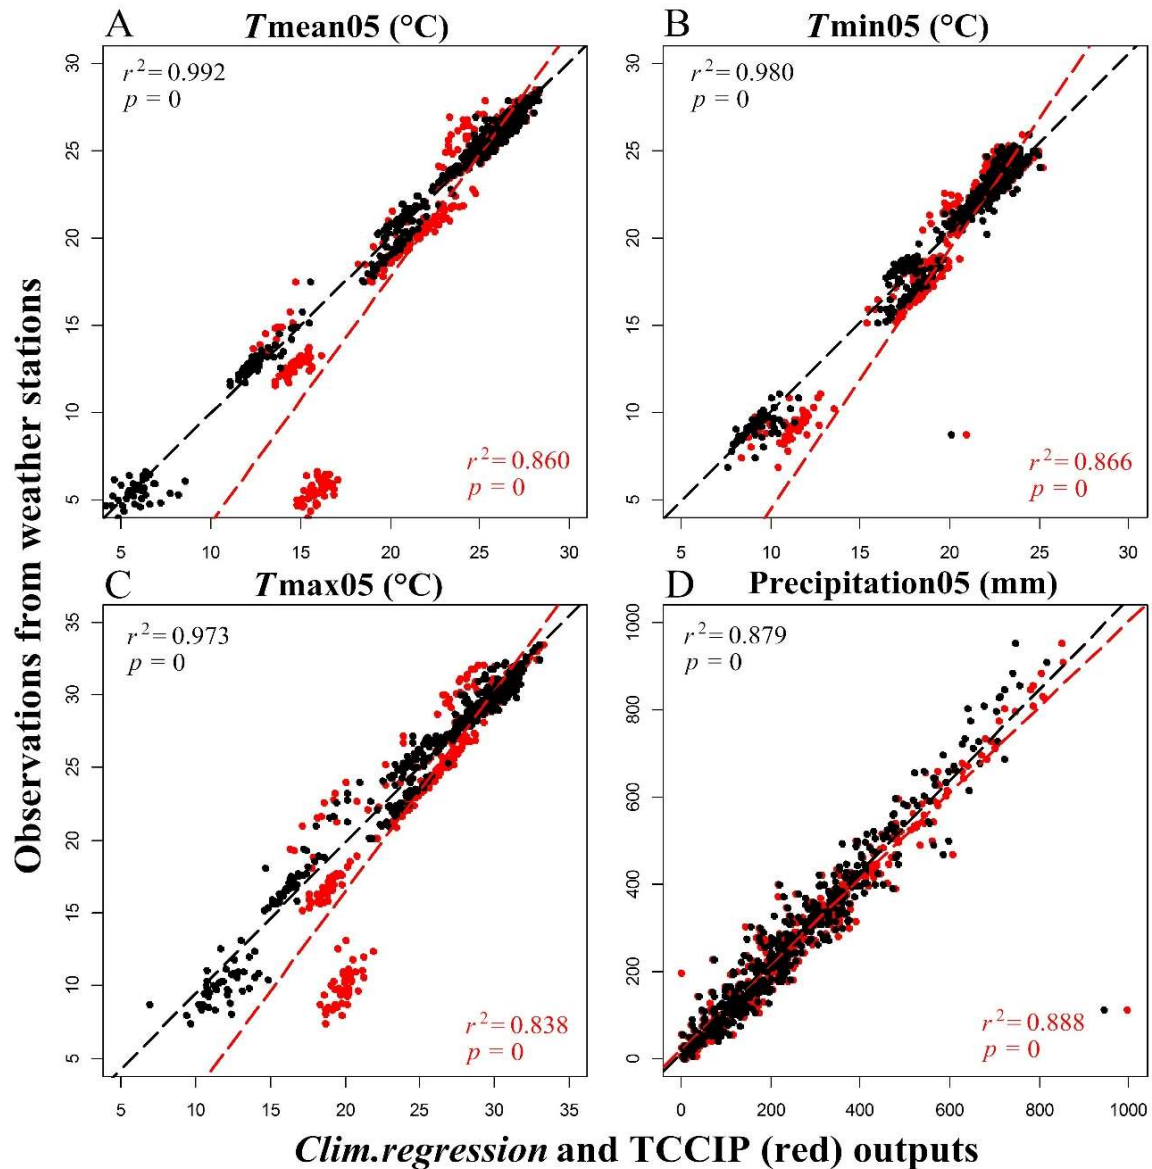 A
Tmean05 (°C)
r²=0.992
p = 0
30
25
20
15
10
5
r²=0.860
p = 0
5 10 15 20 25 30
B
Tmin05 (°C)
r²=0.980
p = 0
30
25
20
15
10
5
r²=0.866
p = 0
5 10 15 20 25 30
C
Tmax05 (°C)
r²=0.973
p = 0
35
30
25
20
15
10
5
r²=0.838
p = 0
5 10 15 20 25 30 35
D
Precipitation05 (mm)
r²=0.879
p = 0
1000
800
600
400
200
0
r²=0.888
p = 0
0 200 400 600 800 1000
Observations from weather stations
Clim.regression and TCCIP (red) outputs